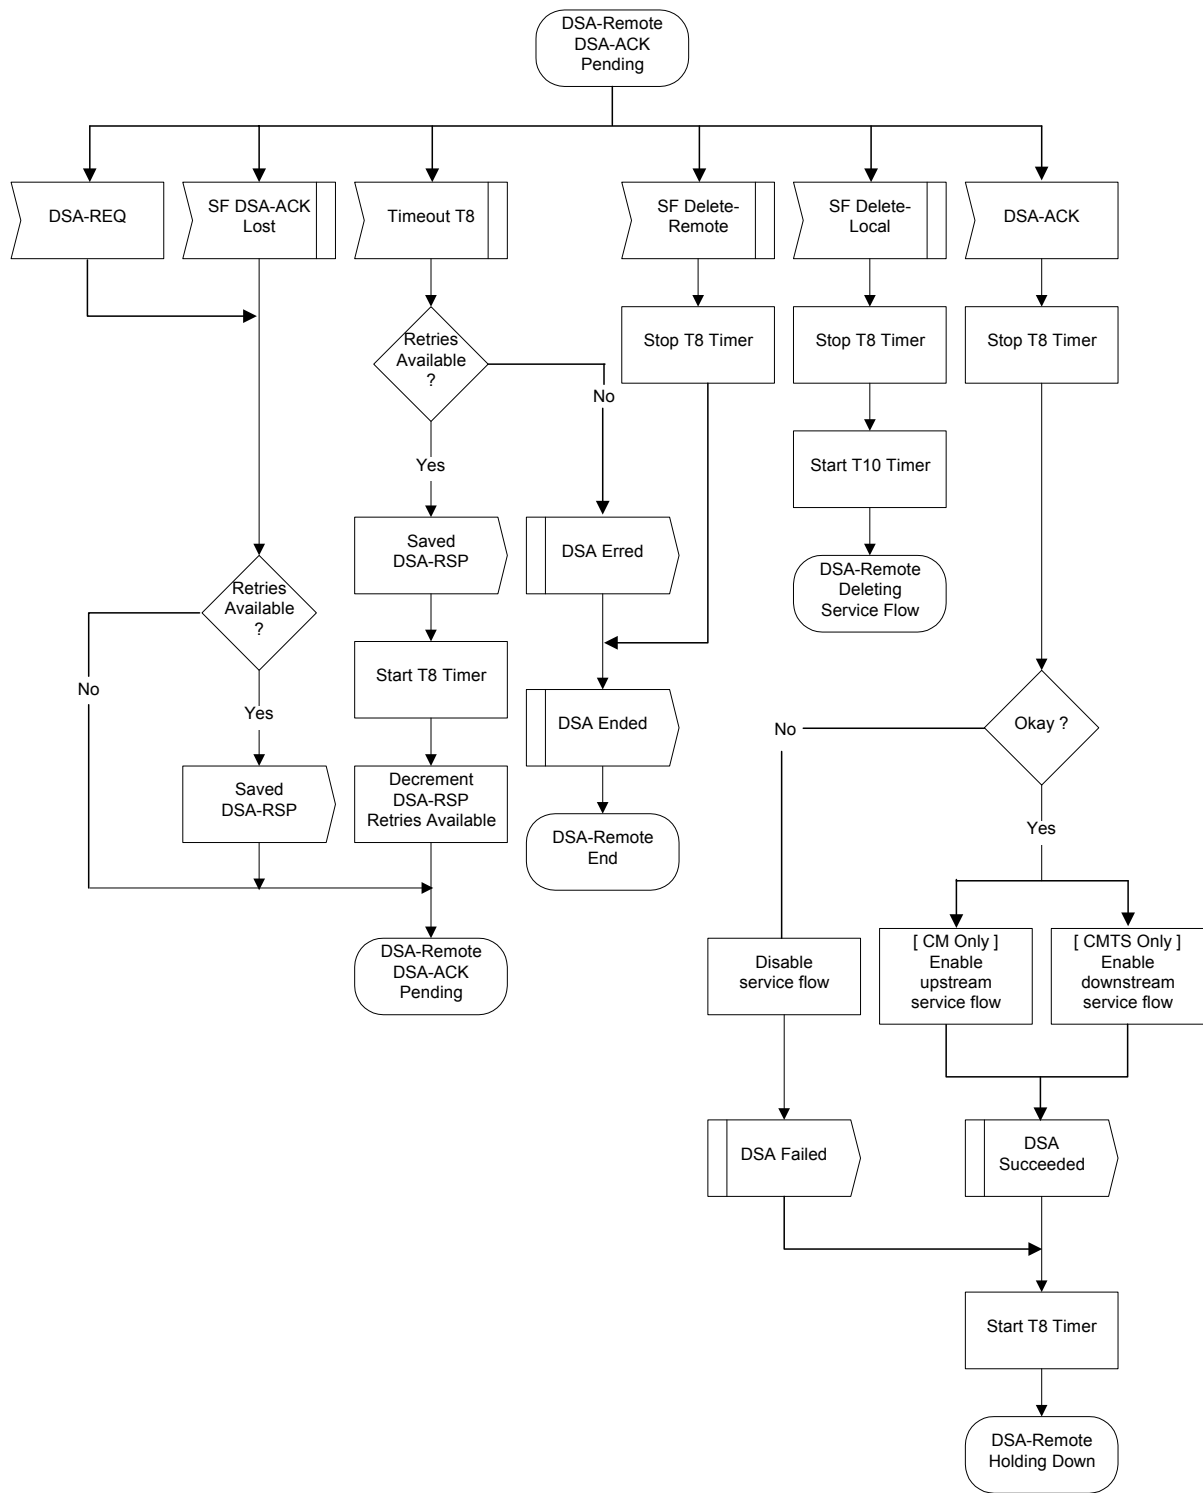 DSA-Remote
DSA-ACK
Pending
DSA-REQ
SF DSA-ACK
Lost
Timeout T8
SF Delete-
Remote
SF Delete-
Local
DSA-ACK
Retries
Available
?
Stop T8 Timer
Stop T8 Timer
Stop T8 Timer
No
Yes
Start T10 Timer
Saved
DSA-RSP
DSA Erred
DSA-Remote
Deleting
Service Flow
Retries
Available
?
No
Yes
Start T8 Timer
DSA Ended
Okay ?
No
Yes
Saved
DSA-RSP
Decrement
DSA-RSP
Retries Available
DSA-Remote
End
DSA-Remote
DSA-ACK
Pending
Disable
service flow
[ CM Only ]
Enable
upstream
service flow
[ CMTS Only ]
Enable
downstream
service flow
DSA Failed
DSA
Succeeded
Start T8 Timer
DSA-Remote
Holding Down